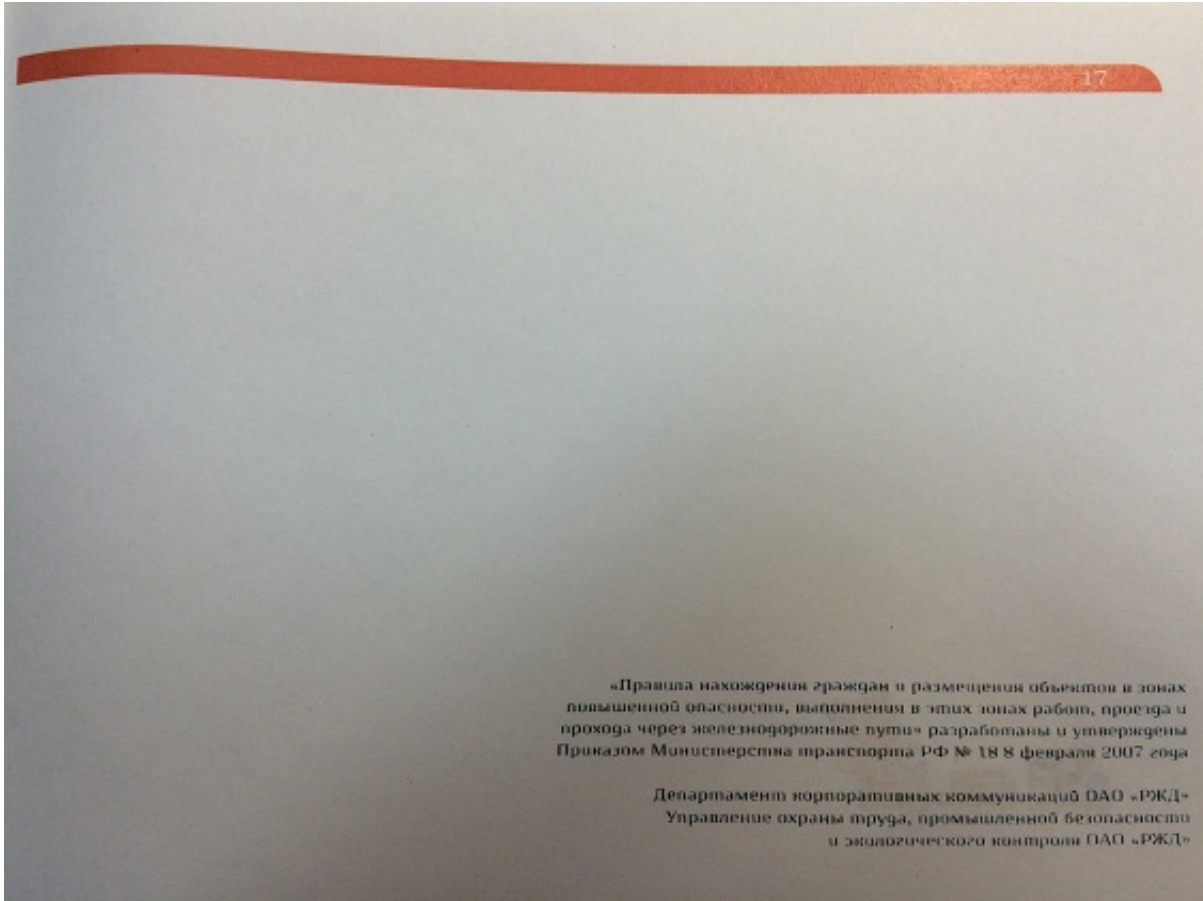 17
«Правила нахождения граждан и размещения объектов в зонах
повышенной опасности, выполнения в этих зонах работ, проезда и
прохода через железнодорожные пути» разработаны и утверждены
Приказом Министерства транспорта РФ № 18 8 февраля 2007 года
Департамент корпоративных коммуникаций ОАО «РЖД»
Управление охраны труда, промышленной безопасности
и экологического контроля ОАО «РЖД»